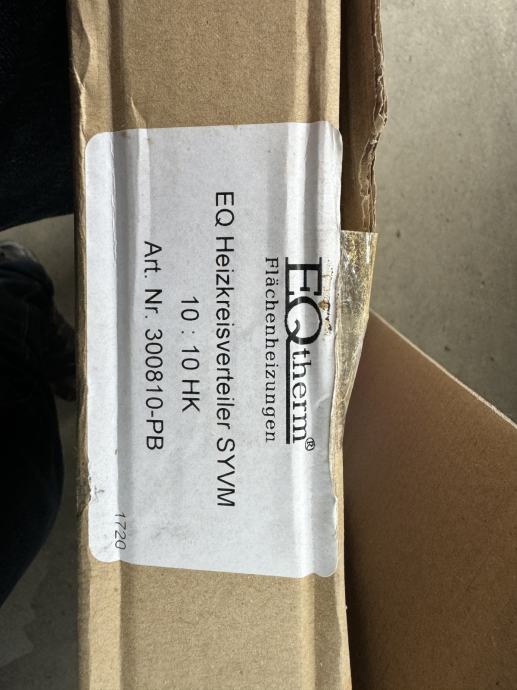 EQtherm®
Flächenheizungen
EQ Heizkreisverteiler SYVM
10 : 10 HK
Art. Nr. 300810-PB
1720